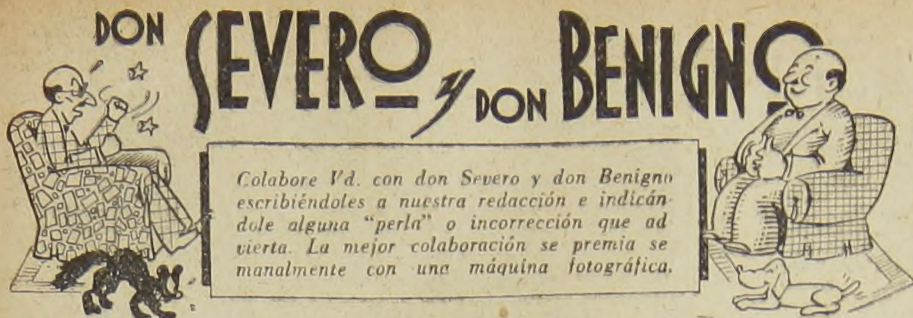 DON SEVERO y DON BENIGNO
Colabore Vd. con don Severo y don Benigno
escribiéndoles a nuestra redacción e indicán-
dole alguna "perla" o incorrección que ad
vierta. La mejor colaboración se premia se
manalmente con una máquina fotográfica.